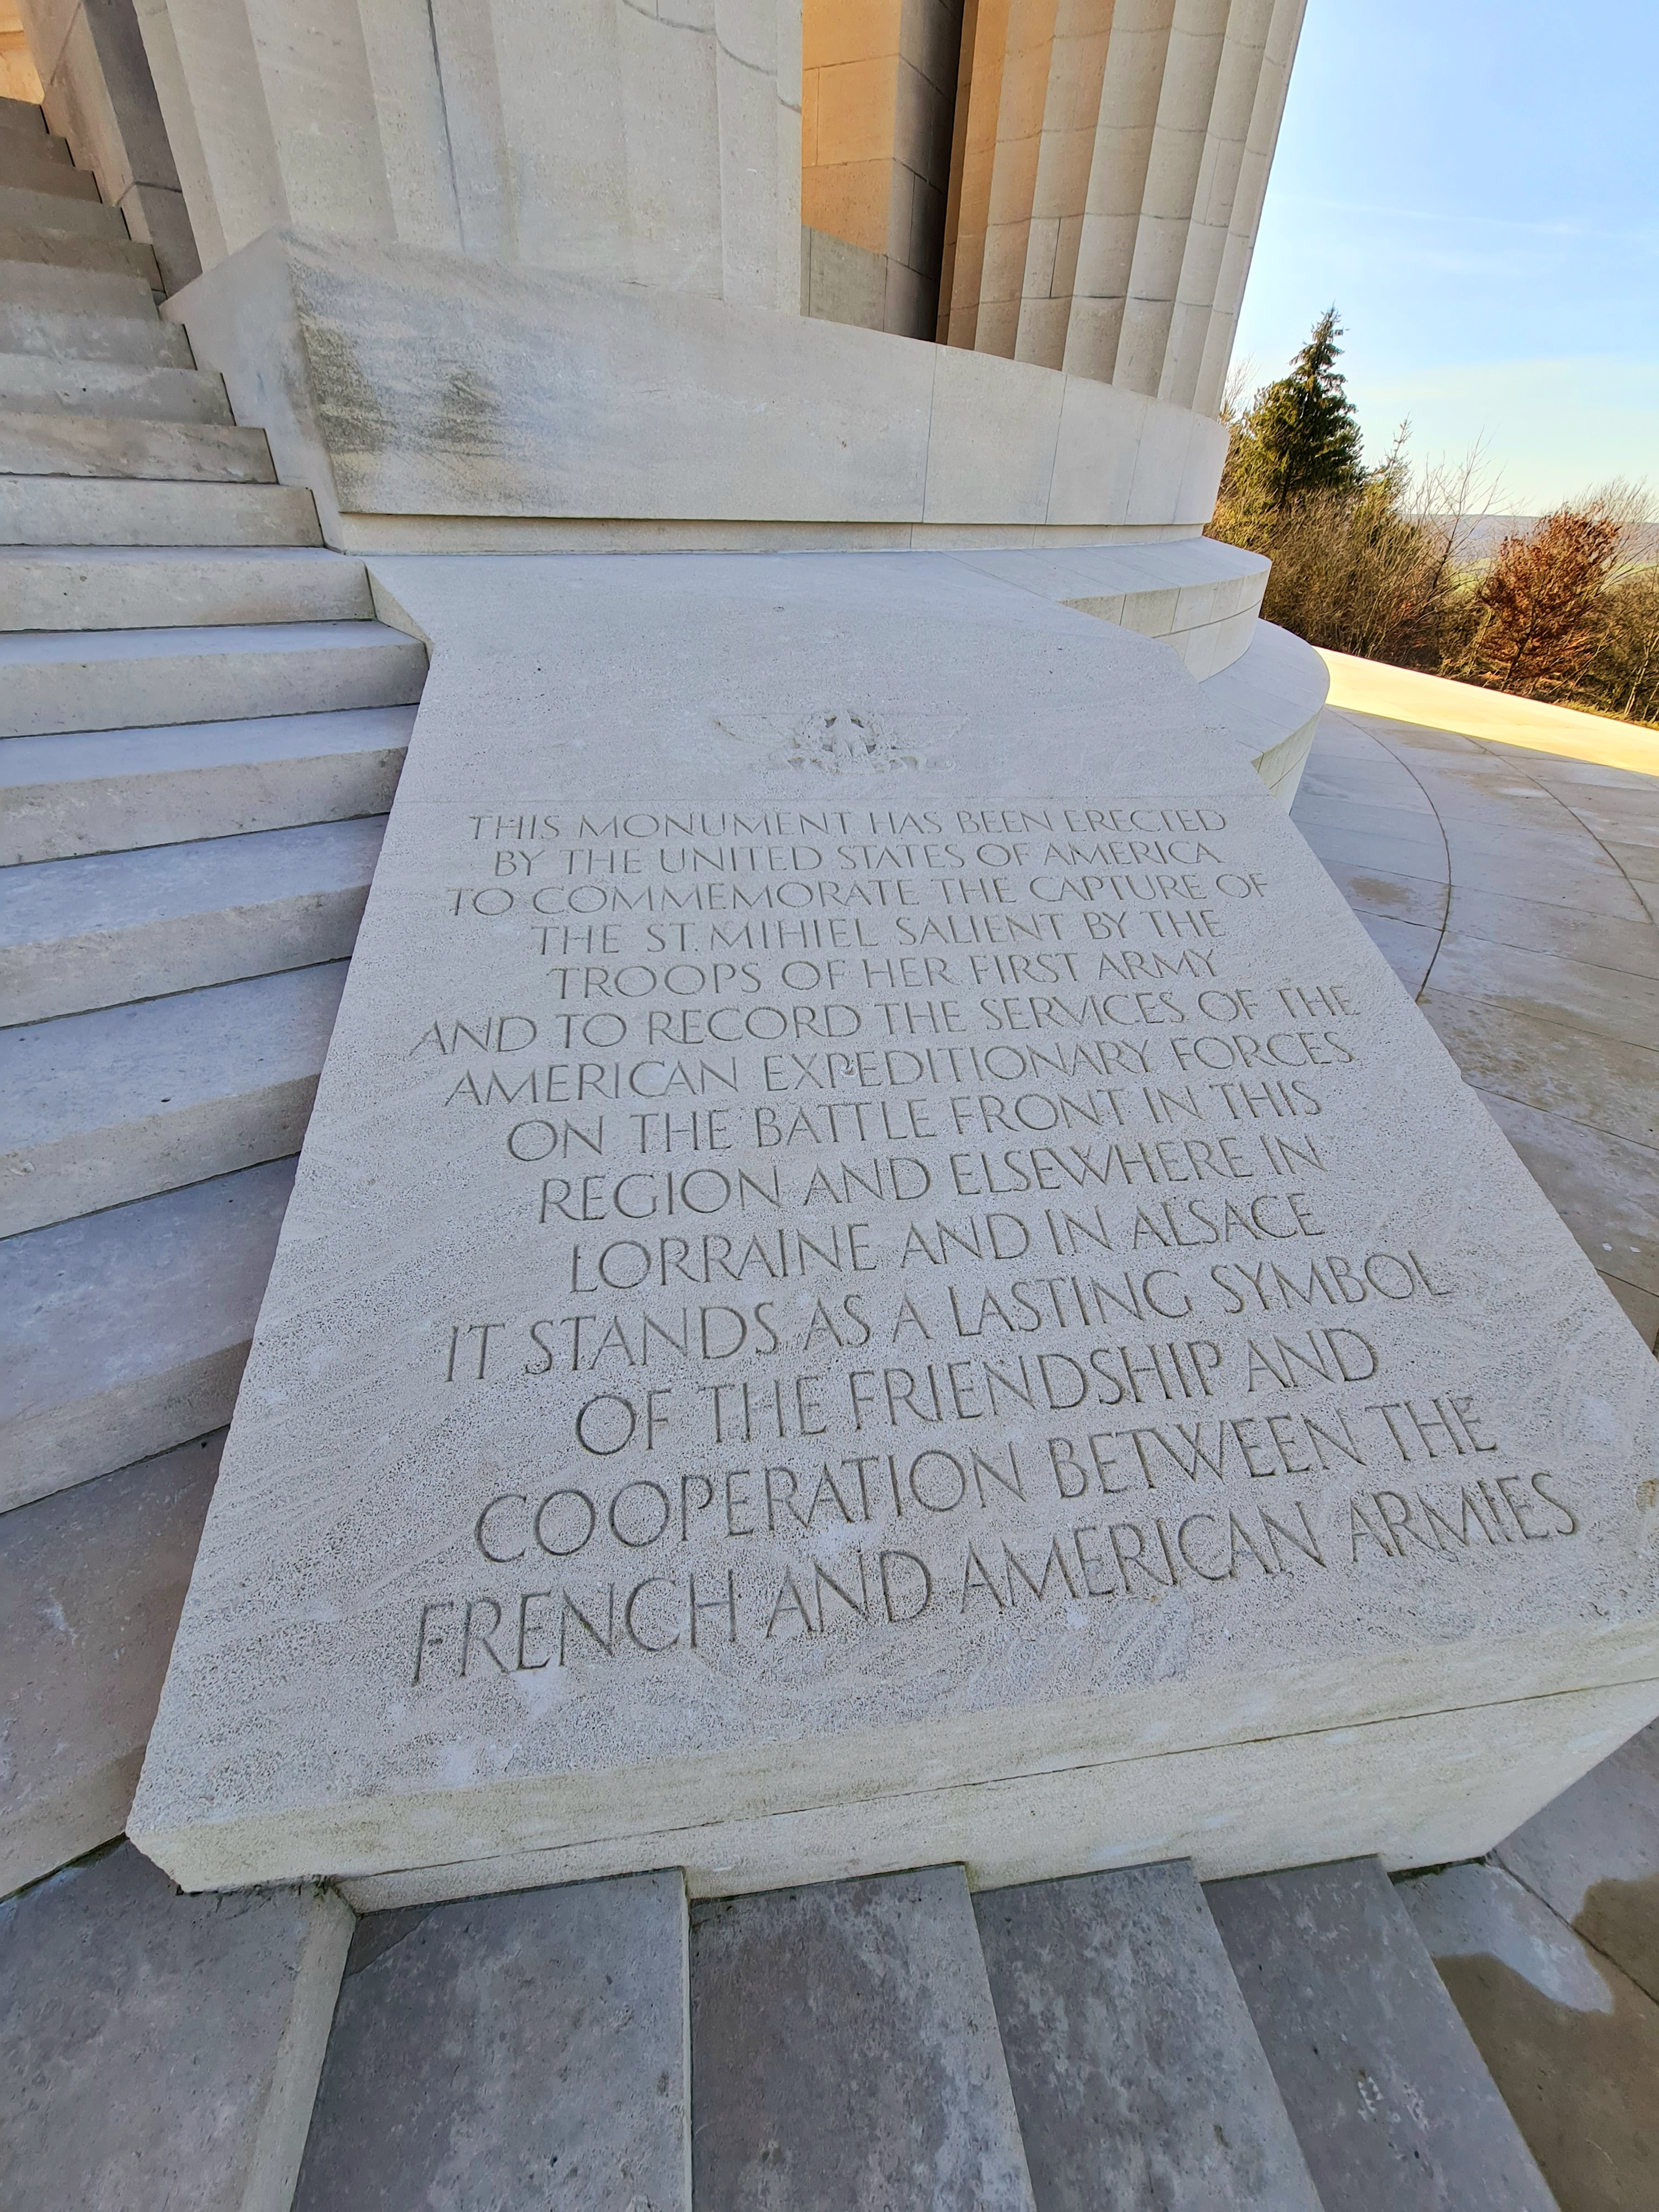 THIS MONUMENT HAS BEEN ERECTED
BY THE UNITED STATES OF AMERICA
TO COMMEMORATE THE CAPTURE OF
THE ST. MIHIEL SALIENT BY THE
TROOPS OF HER FIRST ARMY
AND TO RECORD THE SERVICES OF THE
AMERICAN EXPEDITIONARY FORCES
ON THE BATTLE FRONT IN THIS
REGION AND ELSEWHERE IN
LORRAINE AND IN ALSACE
IT STANDS AS A LASTING SYMBOL
OF THE FRIENDSHIP AND
COOPERATION BETWEEN THE
FRENCH AND AMERICAN ARMIES